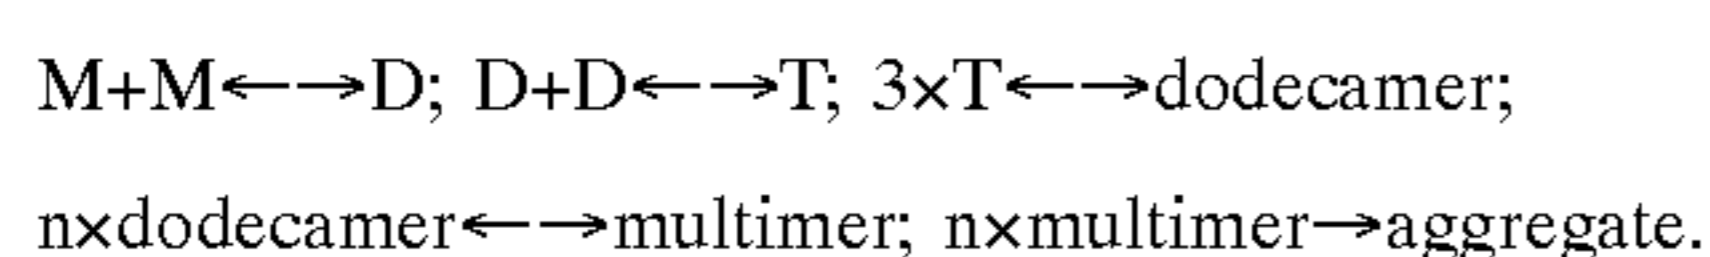 M+M←→D; D+D←→T; 3×T←→dodecamer;
n×dodecamer←→multimer; n×multimer→aggregate.